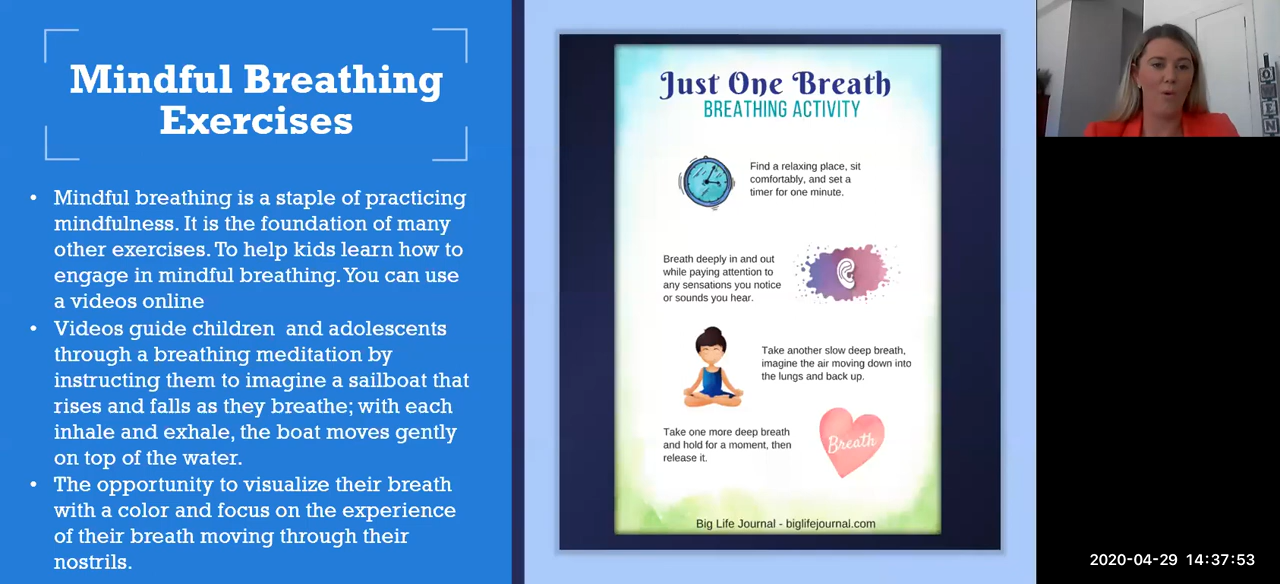 Mindful Breathing
Exercises
• Mindful breathing is a staple of practicing
mindfulness. It is the foundation of many
other exercises. To help kids learn how to
engage in mindful breathing. You can use
a videos online
• Videos guide children and adolescents
through a breathing meditation by
instructing them to imagine a sailboat that
rises and falls as they breathe; with each
inhale and exhale, the boat moves gently
on top of the water.
• The opportunity to visualize their breath
with a color and focus on the experience
of their breath moving through their
nostrils.
Just One Breath
BREATHING ACTIVITY
Find a relaxing place, sit
comfortably, and set a
timer for one minute.
Breath deeply in and out
while paying attention to
any sensations you notice
or sounds you hear.
Take another slow deep breath,
imagine the air moving down into
the lungs and back up.
Take one more deep breath
and hold for a moment, then
release it.
Breath
Big Life Journal - biglifejournal.com
OWEN
2020-04-29 14:37:53